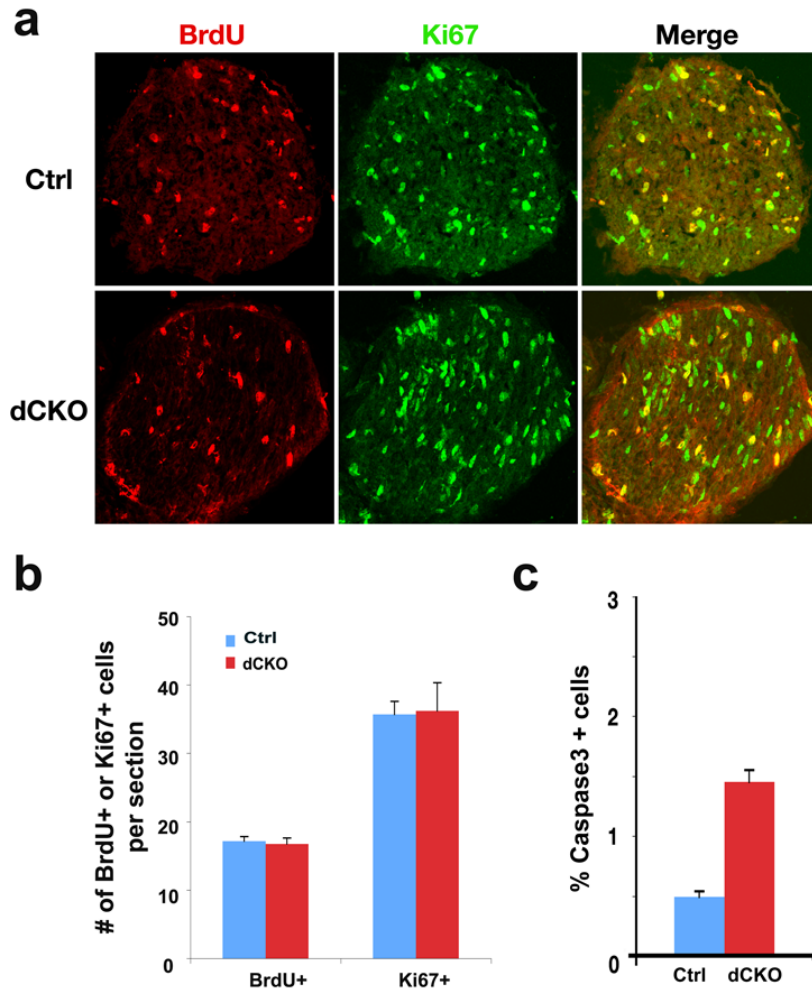 a
BrdU Ki67 Merge
Ctrl
dCKO
b
# of BrdU+ or Ki67+ cells
per section
50
40
30
20
10
0
Ctrl
dCKO
BrdU+ Ki67+
c
% Caspase3 + cells
3
2
1
0
Ctrl dCKO